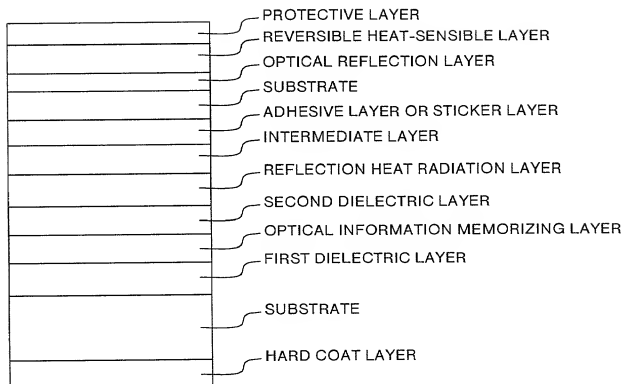 PROTECTIVE LAYER
REVERSIBLE HEAT-SENSIBLE LAYER
OPTICAL REFLECTION LAYER
SUBSTRATE
ADHESIVE LAYER OR STICKER LAYER
INTERMEDIATE LAYER
REFLECTION HEAT RADIATION LAYER
SECOND DIELECTRIC LAYER
OPTICAL INFORMATION MEMORIZING LAYER
FIRST DIELECTRIC LAYER
SUBSTRATE
HARD COAT LAYER